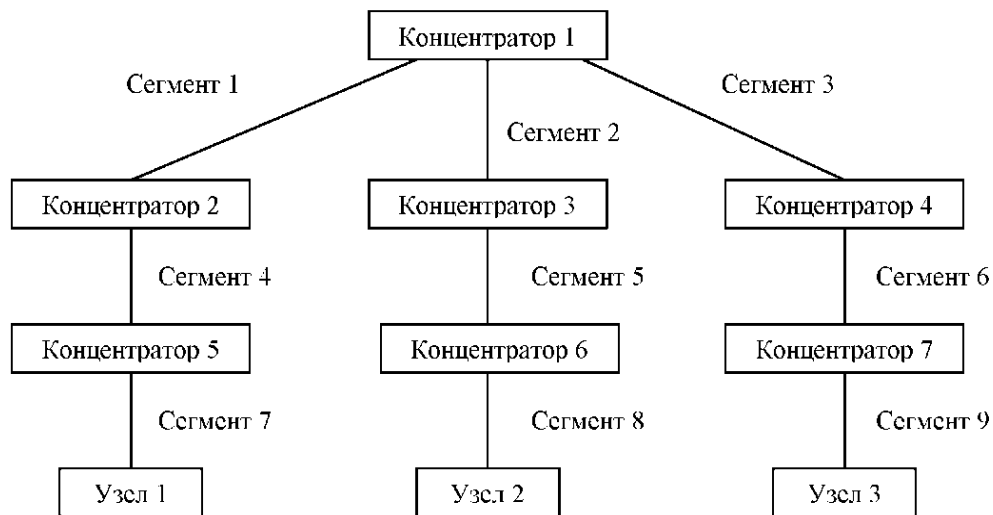 Концентратор 1
Сегмент 1
Сегмент 3
Сегмент 2
Концентратор 2
Концентратор 3
Концентратор 4
Сегмент 4
Сегмент 5
Сегмент 6
Концентратор 5
Концентратор 6
Концентратор 7
Сегмент 7
Сегмент 8
Сегмент 9
Узел 1
Узел 2
Узел 3